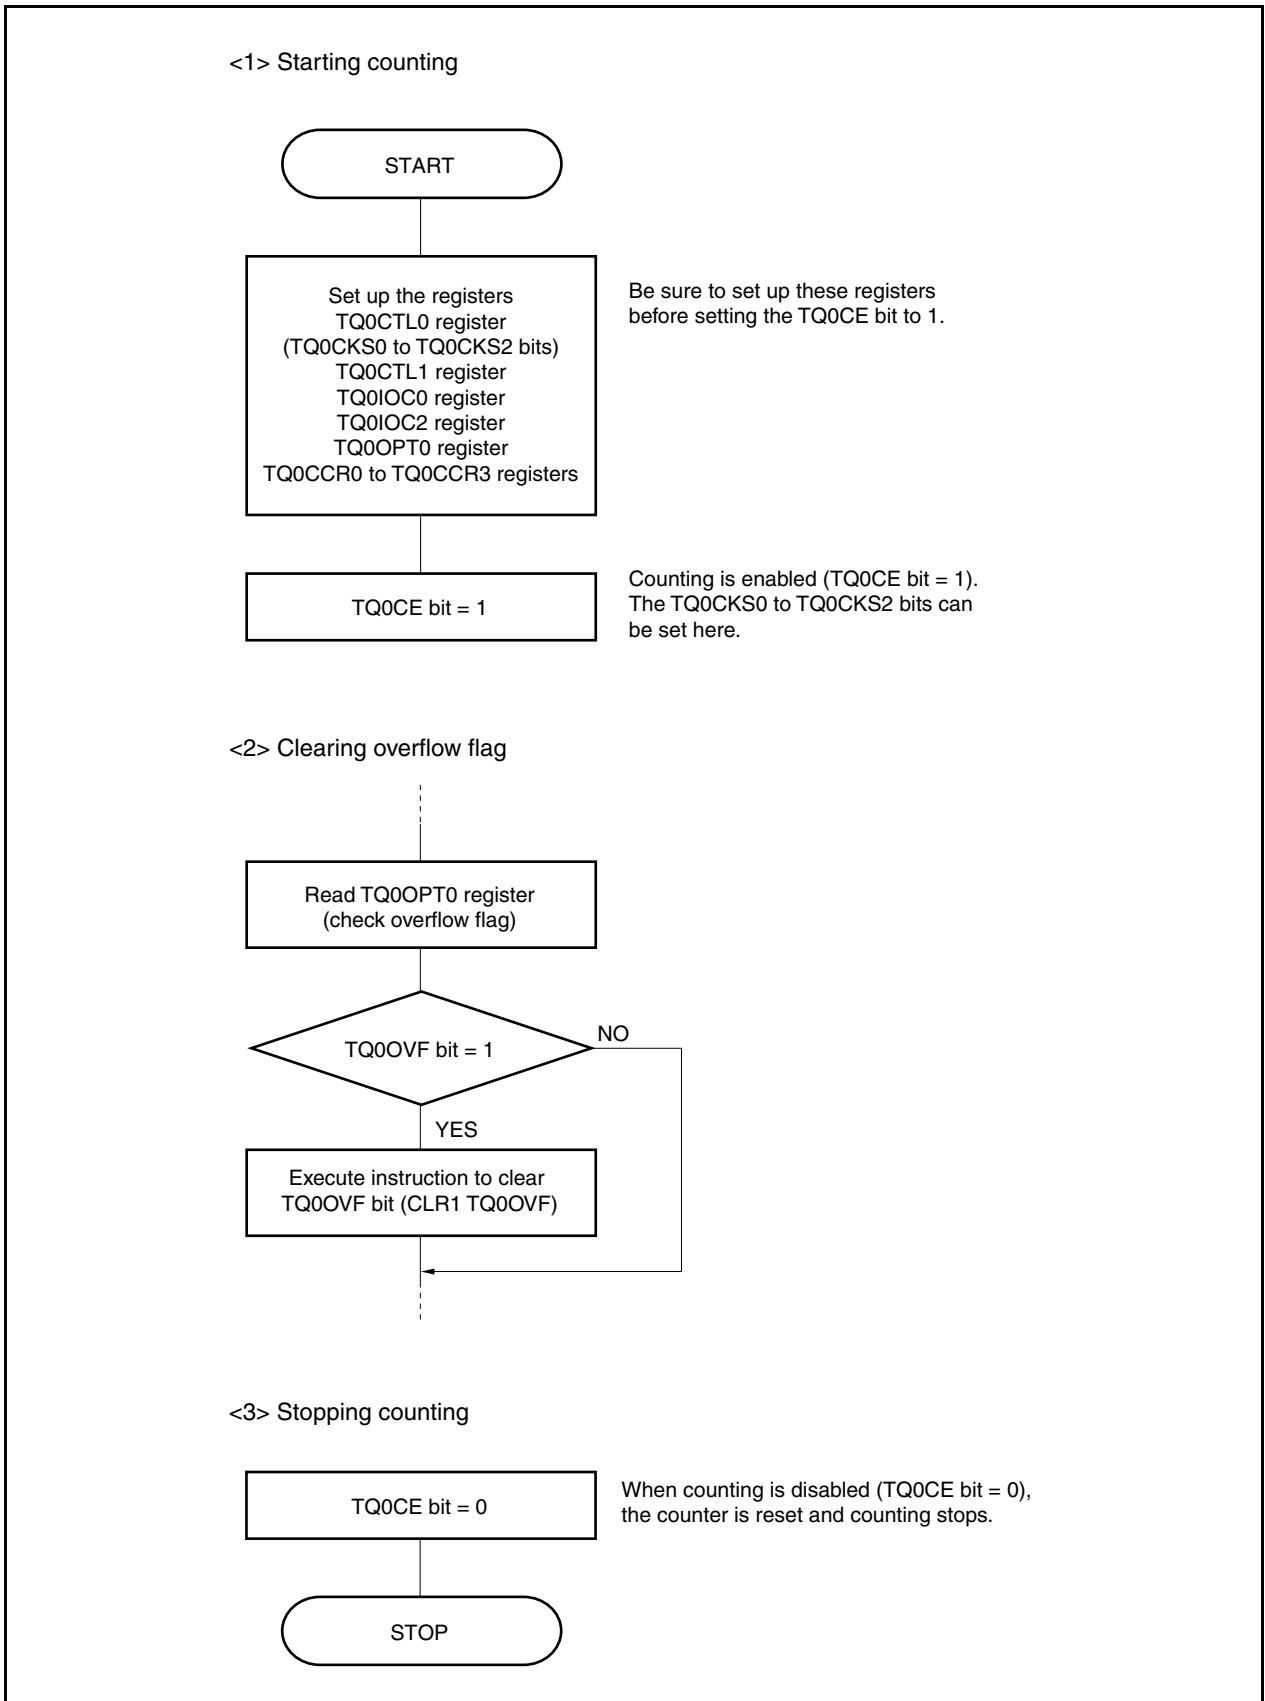 <1> Starting counting
START
Set up the registers
TQ0CTL0 register
(TQ0CKS0 to TQ0CKS2 bits)
TQ0CTL1 register
TQ0IOC0 register
TQ0IOC2 register
TQ0OPT0 register
TQ0CCR0 to TQ0CCR3 registers
Be sure to set up these registers
before setting the TQ0CE bit to 1.
TQ0CE bit = 1
Counting is enabled (TQ0CE bit = 1).
The TQ0CKS0 to TQ0CKS2 bits can
be set here.
<2> Clearing overflow flag
Read TQ0OPT0 register
(check overflow flag)
TQ0OVF bit = 1
NO
YES
Execute instruction to clear
TQ0OVF bit (CLR1 TQ0OVF)
<3> Stopping counting
TQ0CE bit = 0
When counting is disabled (TQ0CE bit = 0),
the counter is reset and counting stops.
STOP